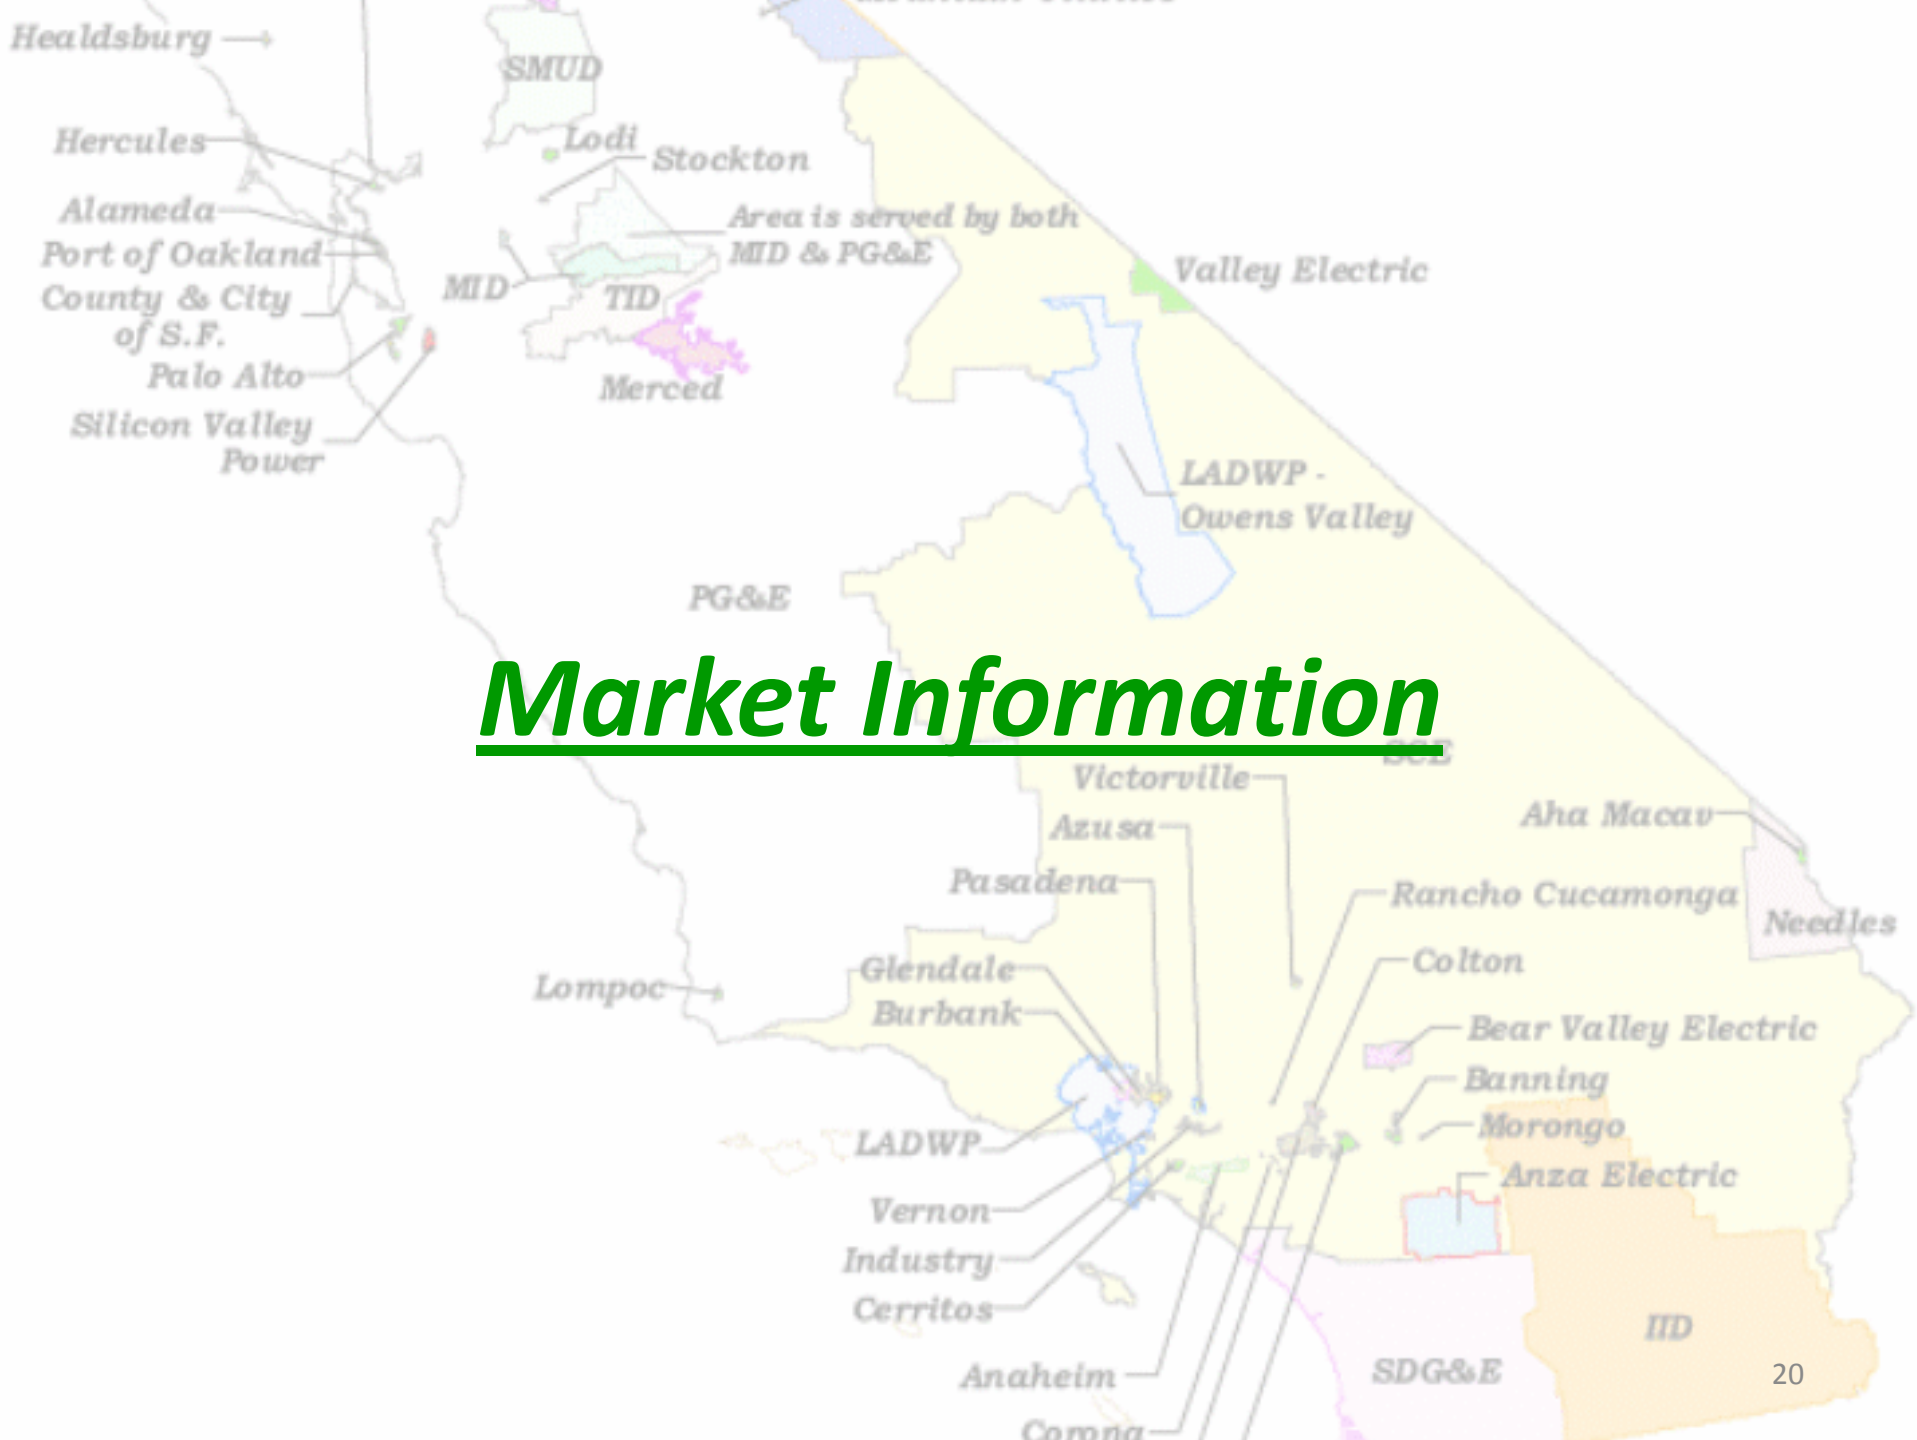 Healdsburg
SMUD
Hercules
Lodi
Stockton
Alameda
Area is served by both
MID & PG&E
Port of Oakland
County & City
of S.F.
MID
TID
Valley Electric
Palo Alto
Merced
Silicon Valley
Power
LADWP -
Owens Valley
PG&E
Market Information
SCE
Victorville
Azusa
Aha Macav
Pasadena
Rancho Cucamonga
Needles
Glendale
Colton
Lompoc
Burbank
Bear Valley Electric
Banning
LADWP
Morongo
Anza Electric
Vernon
Industry
Cerritos
IID
Anaheim
SDG&E
20
Corona